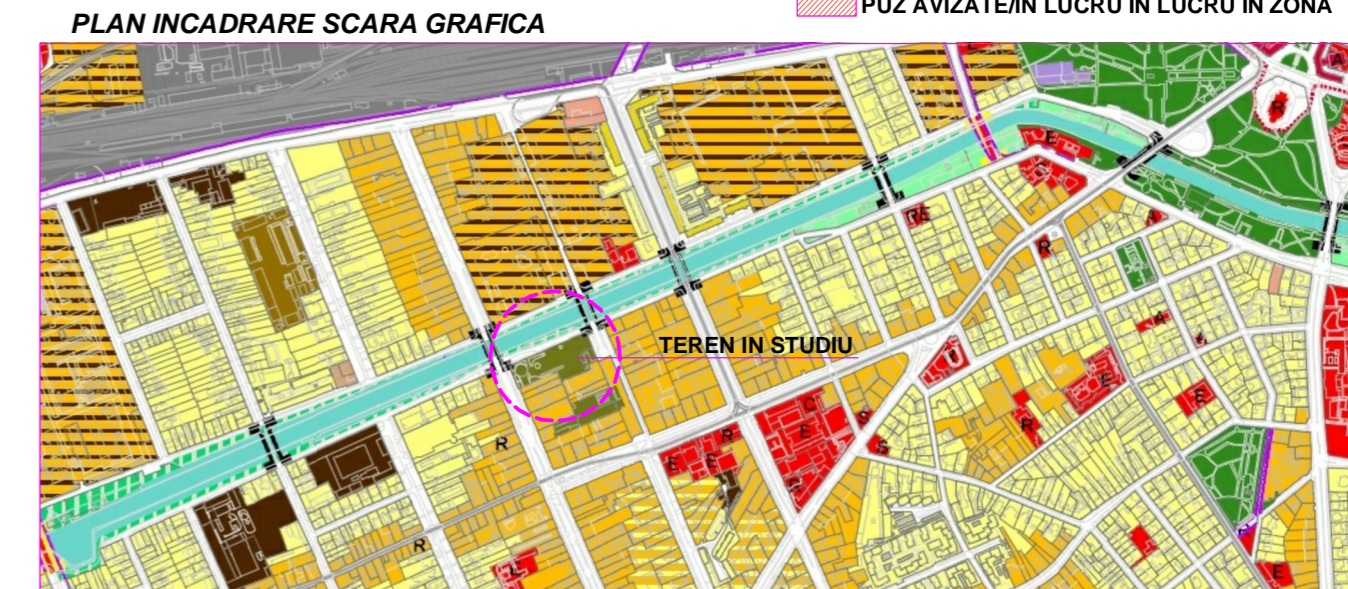 PUZ AVIZATE/IN LUCRU IN LUCRU IN ZONA
PLAN INCADRARE SCARA GRAFICA
TEREN IN STUDIU
R
R
R
E
E
C
E
S
S
R
R
E
E
E